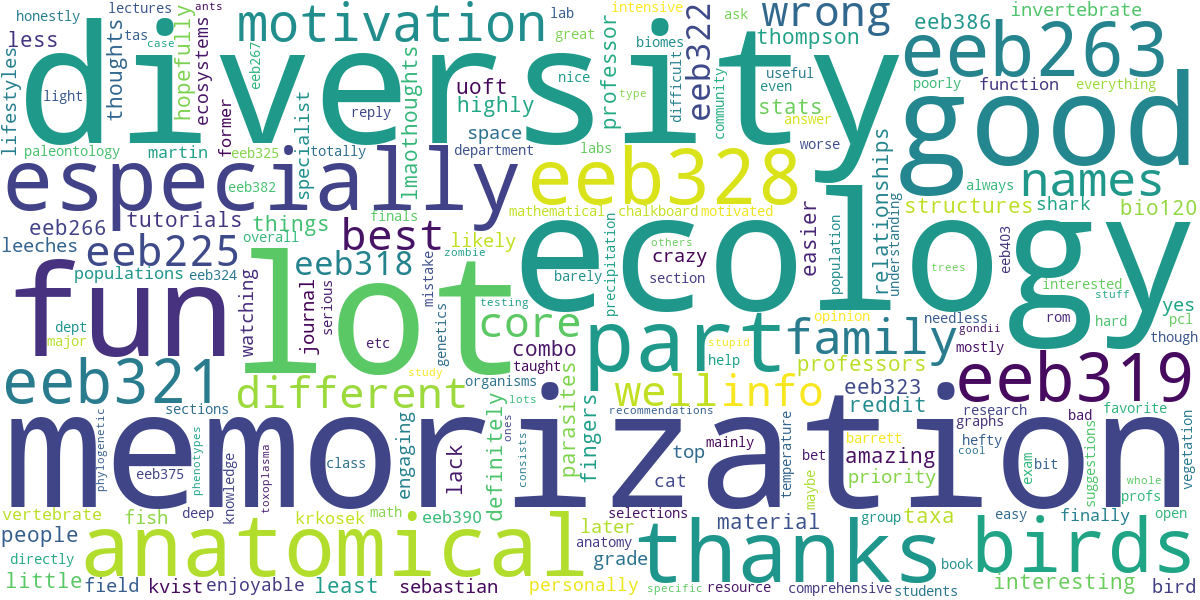 honestly
lectures
ants
motivation
lab
intensive
ask
wrong
eeb386
invertebrate
less
tas
case
great
eeb322
thompson
eeb263
lifestyles
diversity
thoughts
hopefully
ecosystems
eeb267
lmaothoughts
professor
biomes
difficult
community
light
nice
useful
even
poorly
function
everything
former
specialist
reply
uoft
highly
type
stats
answer
good
space
paleontology
martin
eeb325
totally
department
labs
worse
relationships
especially
eeb382
eeb328
always
names
eeb266
tutorials
things
finals
mathematical
chalkboard
motivated
structures
shark
bio120
leeches
eeb225
overall
best
likely
precipitation
easier
population
understanding
ecology
others
crazy
eeb403
populations
eeb324
eeb318
zombie
mistake
barely
section
trees
interested
stuff
yes
fun
lot
watching
journal
serious
testing
core
part
opinion
needless
gondii
rom
hard
pcl
dept
major
etc
genetics
combo
taught
stupid
help
family
mostly
though
eeb321
study
organisms
professors
eeb319
different
lots
wellinfo
eeb323
reddit
research
favorite
sections
phylogenetic
phenotypes
memorization
engaging
lack
definitely
ones
consists
parasites
fingers
recommendations
top
mainly
temperature
barrett
graphs
hefty
bad
suggestions
vegetation
eeb375
knowledge
toxoplasma
class
cat
bet
amazing
cool
exam
bit
maybe
priority
whole
profs
vertebrate
fish
deep
krkosek
math
eeb390
later
selections
material
group
taxa
easy
finally
open
people
anatomical
anatomy
thanks
birds
directly
grade
book
little
field
kvist
enjoyable
least
sebastian
personally
specific
resource
comprehensive
students
interesting
bird